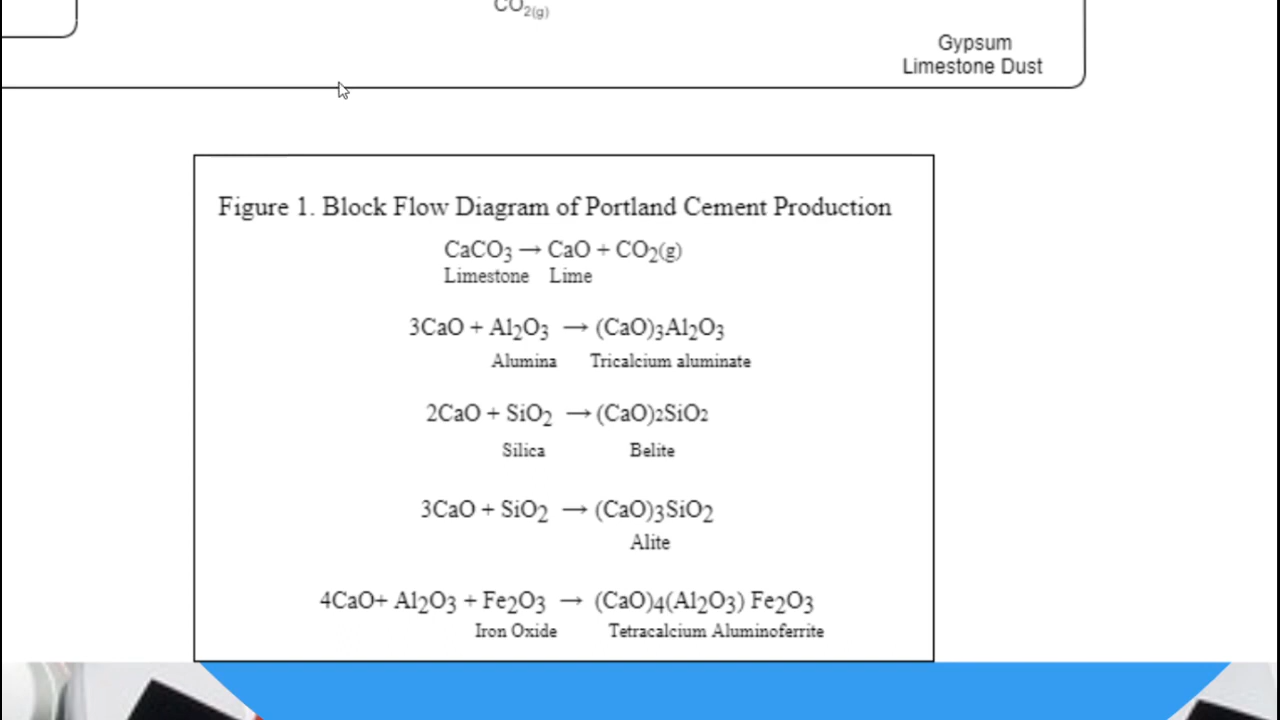 CO2(g)
Gypsum
Limestone Dust
Figure 1. Block Flow Diagram of Portland Cement Production
CaCO3 → CaO + CO2(g)
Limestone Lime
3CaO + Al2O3 → (CaO)3Al2O3
Alumina Tricalcium aluminate
2CaO + SiO2 → (CaO)2SiO2
Silica Belite
3CaO + SiO2 → (CaO)3SiO2
Alite
4CaO+ Al2O3 + Fe2O3 → (CaO)4(Al2O3) Fe2O3
Iron Oxide Tetracalcium Aluminoferrite